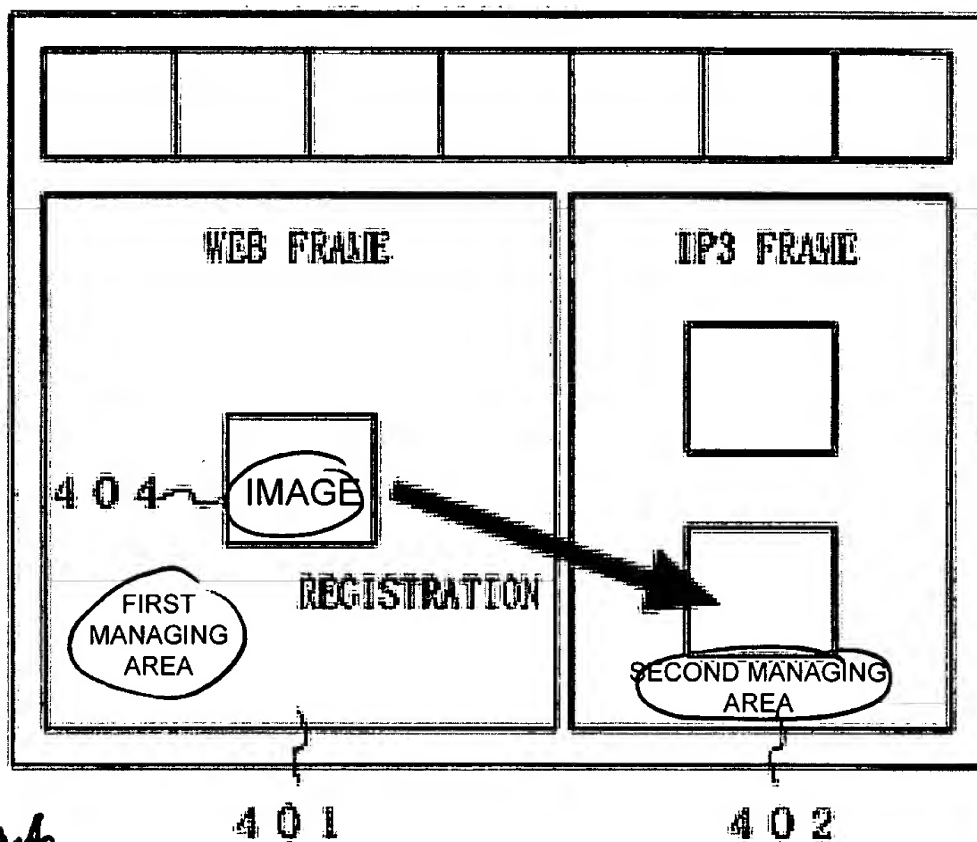 WEB FRAME
IP3 FRAME
404
IMAGE
REGISTRATION
FIRST
MANAGING
AREA
SECOND MANAGING
AREA
401
402